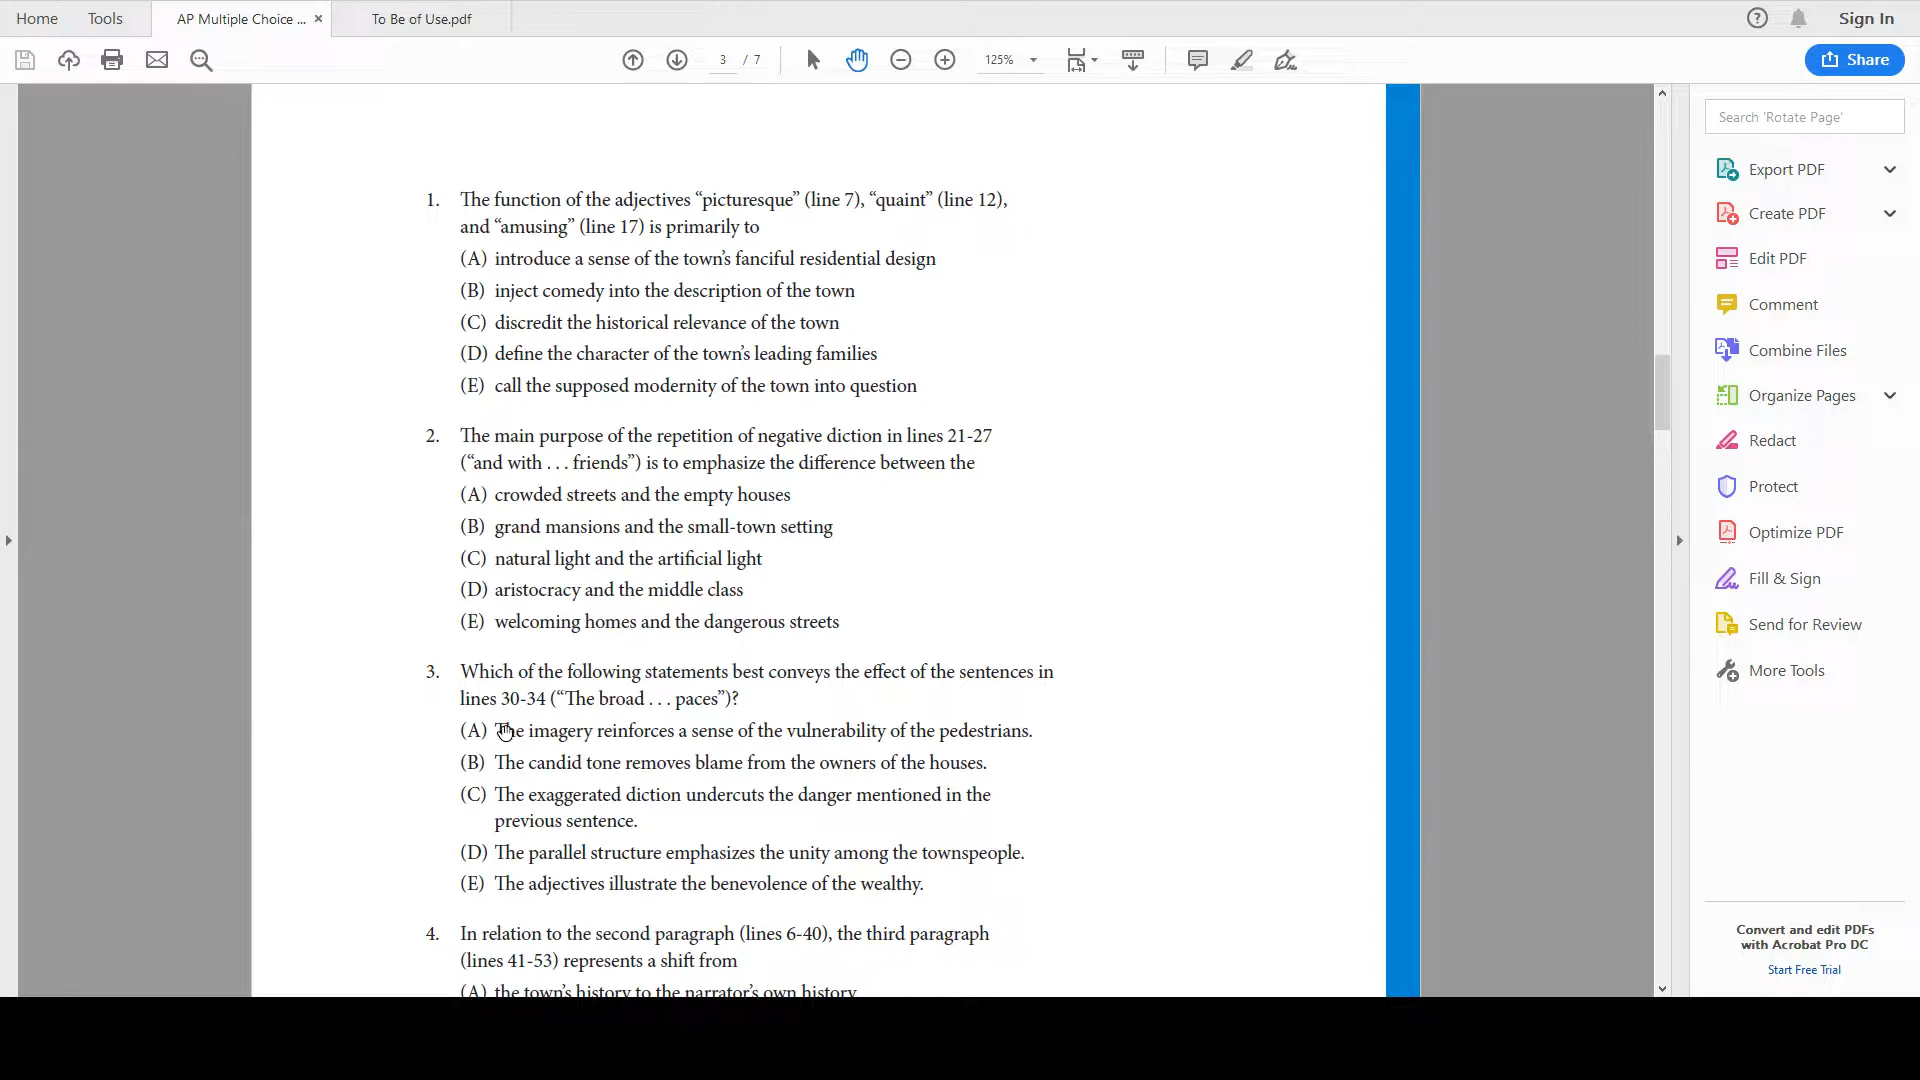 Home
Tools
AP Multiple Choice ...
To Be of Use.pdf
Sign In
3 / 7
125%
Share
Search 'Rotate Page'
Export PDF
Create PDF
Edit PDF
Comment
Combine Files
Organize Pages
Redact
Protect
Optimize PDF
Fill & Sign
Send for Review
More Tools
Convert and edit PDFs
with Acrobat Pro DC
Start Free Trial
1. The function of the adjectives “picturesque” (line 7), “quaint” (line 12),
and “amusing” (line 17) is primarily to
(A) introduce a sense of the town’s fanciful residential design
(B) inject comedy into the description of the town
(C) discredit the historical relevance of the town
(D) define the character of the town’s leading families
(E) call the supposed modernity of the town into question
2. The main purpose of the repetition of negative diction in lines 21-27
(“and with . . . friends”) is to emphasize the difference between the
(A) crowded streets and the empty houses
(B) grand mansions and the small-town setting
(C) natural light and the artificial light
(D) aristocracy and the middle class
(E) welcoming homes and the dangerous streets
3. Which of the following statements best conveys the effect of the sentences in
lines 30-34 (“The broad . . . paces”)?
(A) The imagery reinforces a sense of the vulnerability of the pedestrians.
(B) The candid tone removes blame from the owners of the houses.
(C) The exaggerated diction undercuts the danger mentioned in the
previous sentence.
(D) The parallel structure emphasizes the unity among the townspeople.
(E) The adjectives illustrate the benevolence of the wealthy.
4. In relation to the second paragraph (lines 6-40), the third paragraph
(lines 41-53) represents a shift from
(A) the town’s history to the narrator’s own history